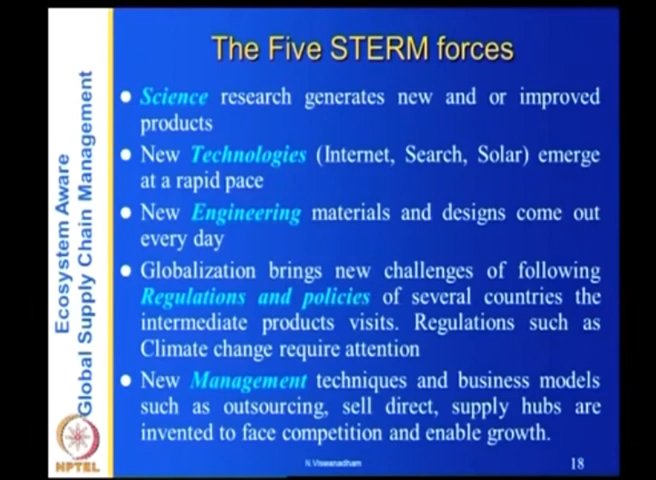 The Five STERM forces
Science research generates new and or improved
products
New Technologies (Internet, Search, Solar) emerge
at a rapid pace
New Engineering materials and designs come out
every day
Globalization brings new challenges of following
Regulations and policies of several countries the
intermediate products visits. Regulations such as
Climate change require attention
New Management techniques and business models
such as outsourcing, sell direct, supply hubs are
invented to face competition and enable growth.
Ecosystem Aware
Global Supply Chain Management
NPTEL
N.Viswanadham
18